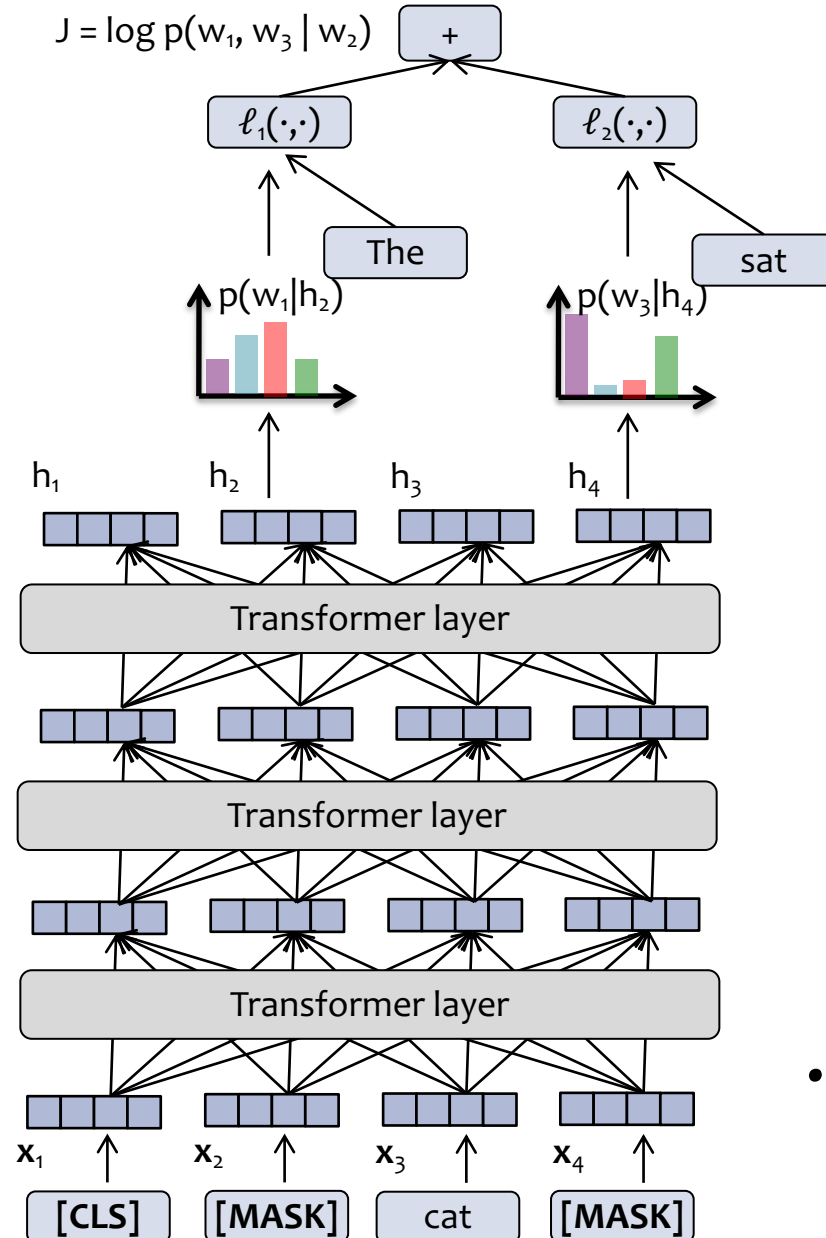 J = log p(w₁, w₃ | w₂)
+
ℓ₁(·,·)
ℓ₂(·,·)
The
sat
p(w₁|h₂)
p(w₃|h₄)
h₁ h₂ h₃ h₄
Transformer layer
Transformer layer
Transformer layer
x₁ x₂ x₃ x₄
[CLS] [MASK] cat [MASK]